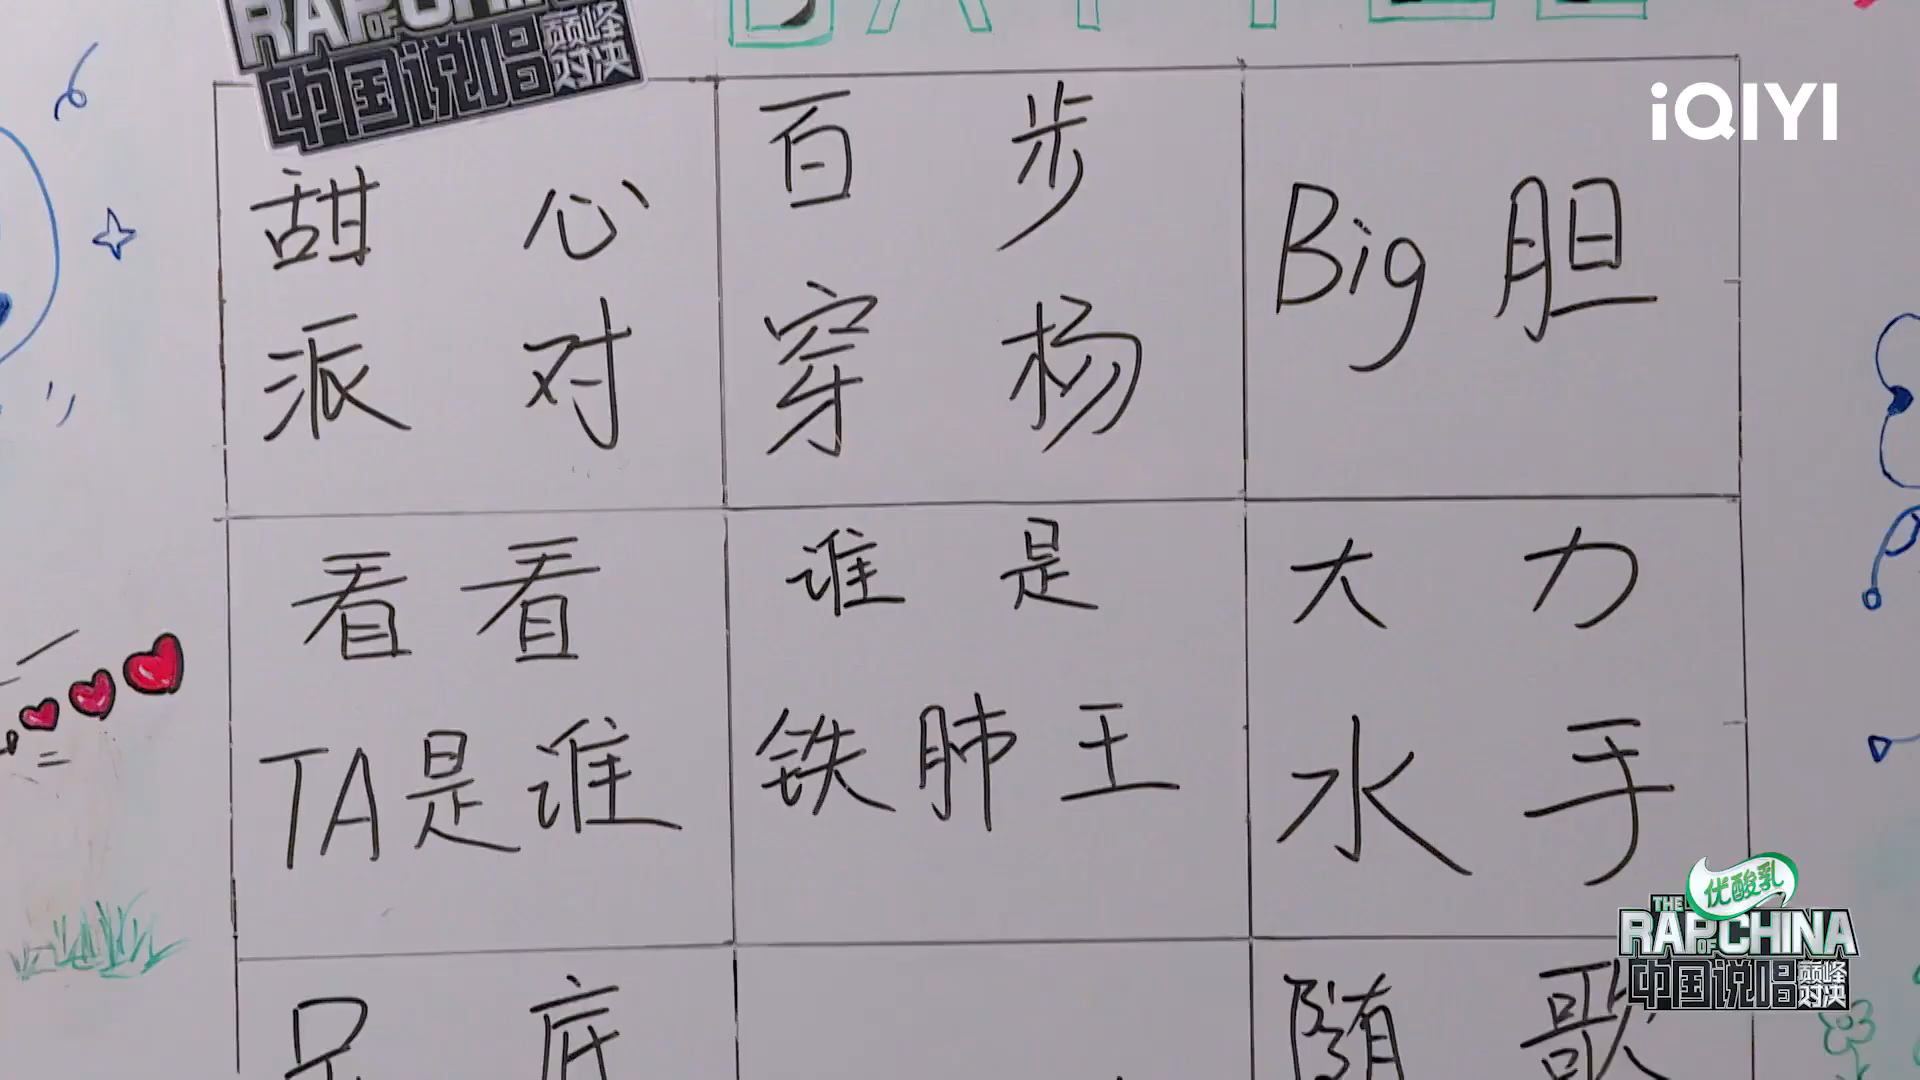 RAP OF CHINA
中国说唱
巅峰对决
iQIYI
甜心
派对
百步
穿杨
Big胆
看看
TA是谁
谁是
铁肺王
大力
水手
足底
随歌
优酸乳
THE
RAP OF CHINA
中国说唱
巅峰对决